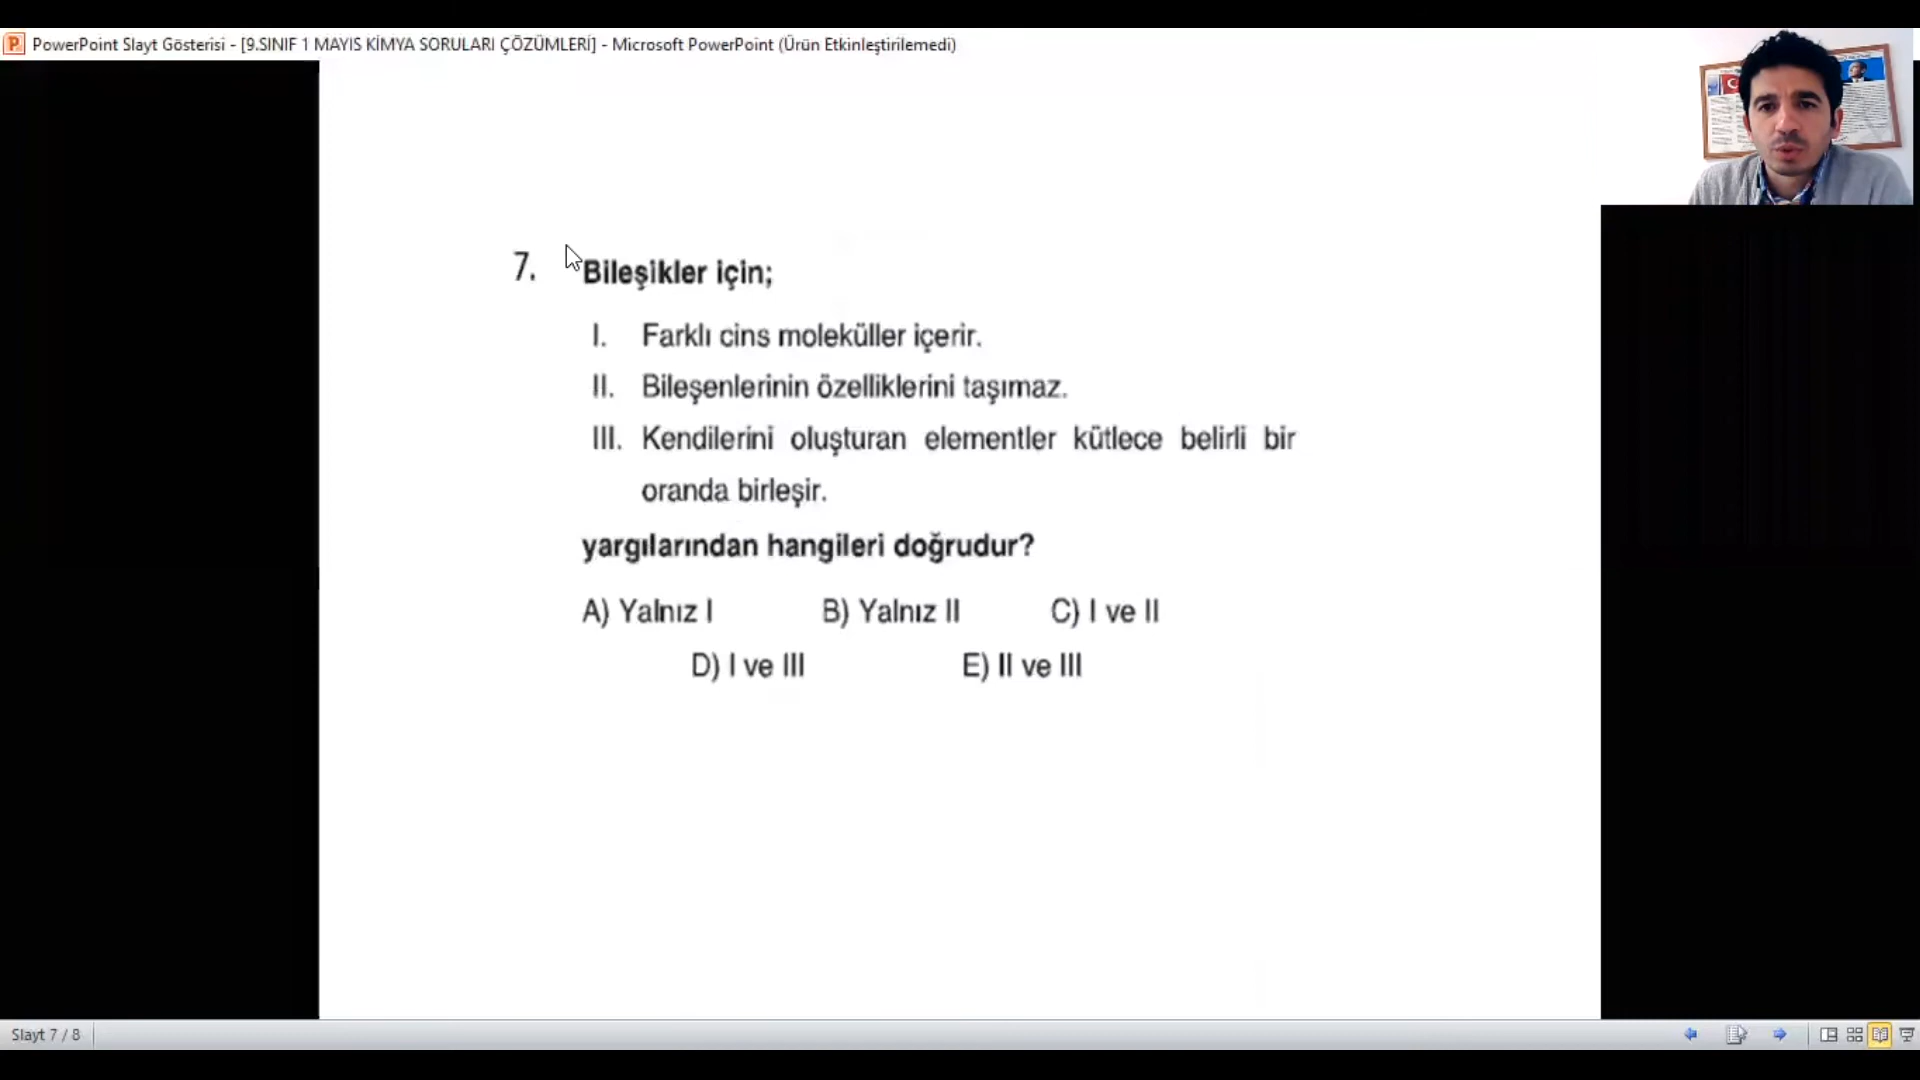 PowerPoint Slayt Gösterisi - [9.SINIF 1 MAYIS KİMYA SORULARI ÇÖZÜMLERİ] - Microsoft PowerPoint (Ürün Etkinleştirilemedi)
7. Bileşikler için;
I. Farklı cins moleküller içerir.
II. Bileşenlerinin özelliklerini taşımaz.
III. Kendilerini oluşturan elementler kütlece belirli bir
oranda birleşir.
yargılarından hangileri doğrudur?
A) Yalnız I B) Yalnız II C) I ve II
D) I ve III E) II ve III
Slayt 7 / 8